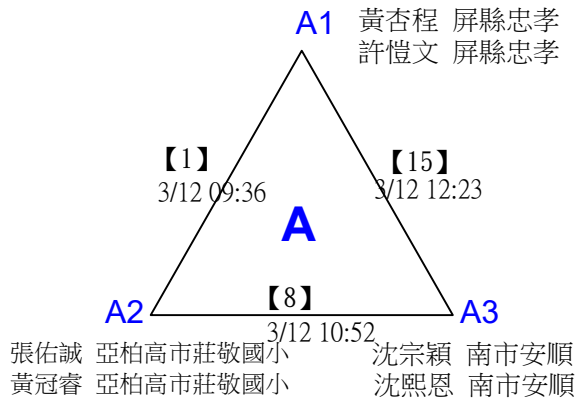 A1 黃杏程 屏縣忠孝
許愷文 屏縣忠孝
【1】
3/12 09:36
【15】
3/12 12:23
A
A2
【8】
3/12 10:52
A3
張佑誠 亞柏高市莊敬國小
黃冠睿 亞柏高市莊敬國小
沈宗穎 南市安順
沈熙恩 南市安順